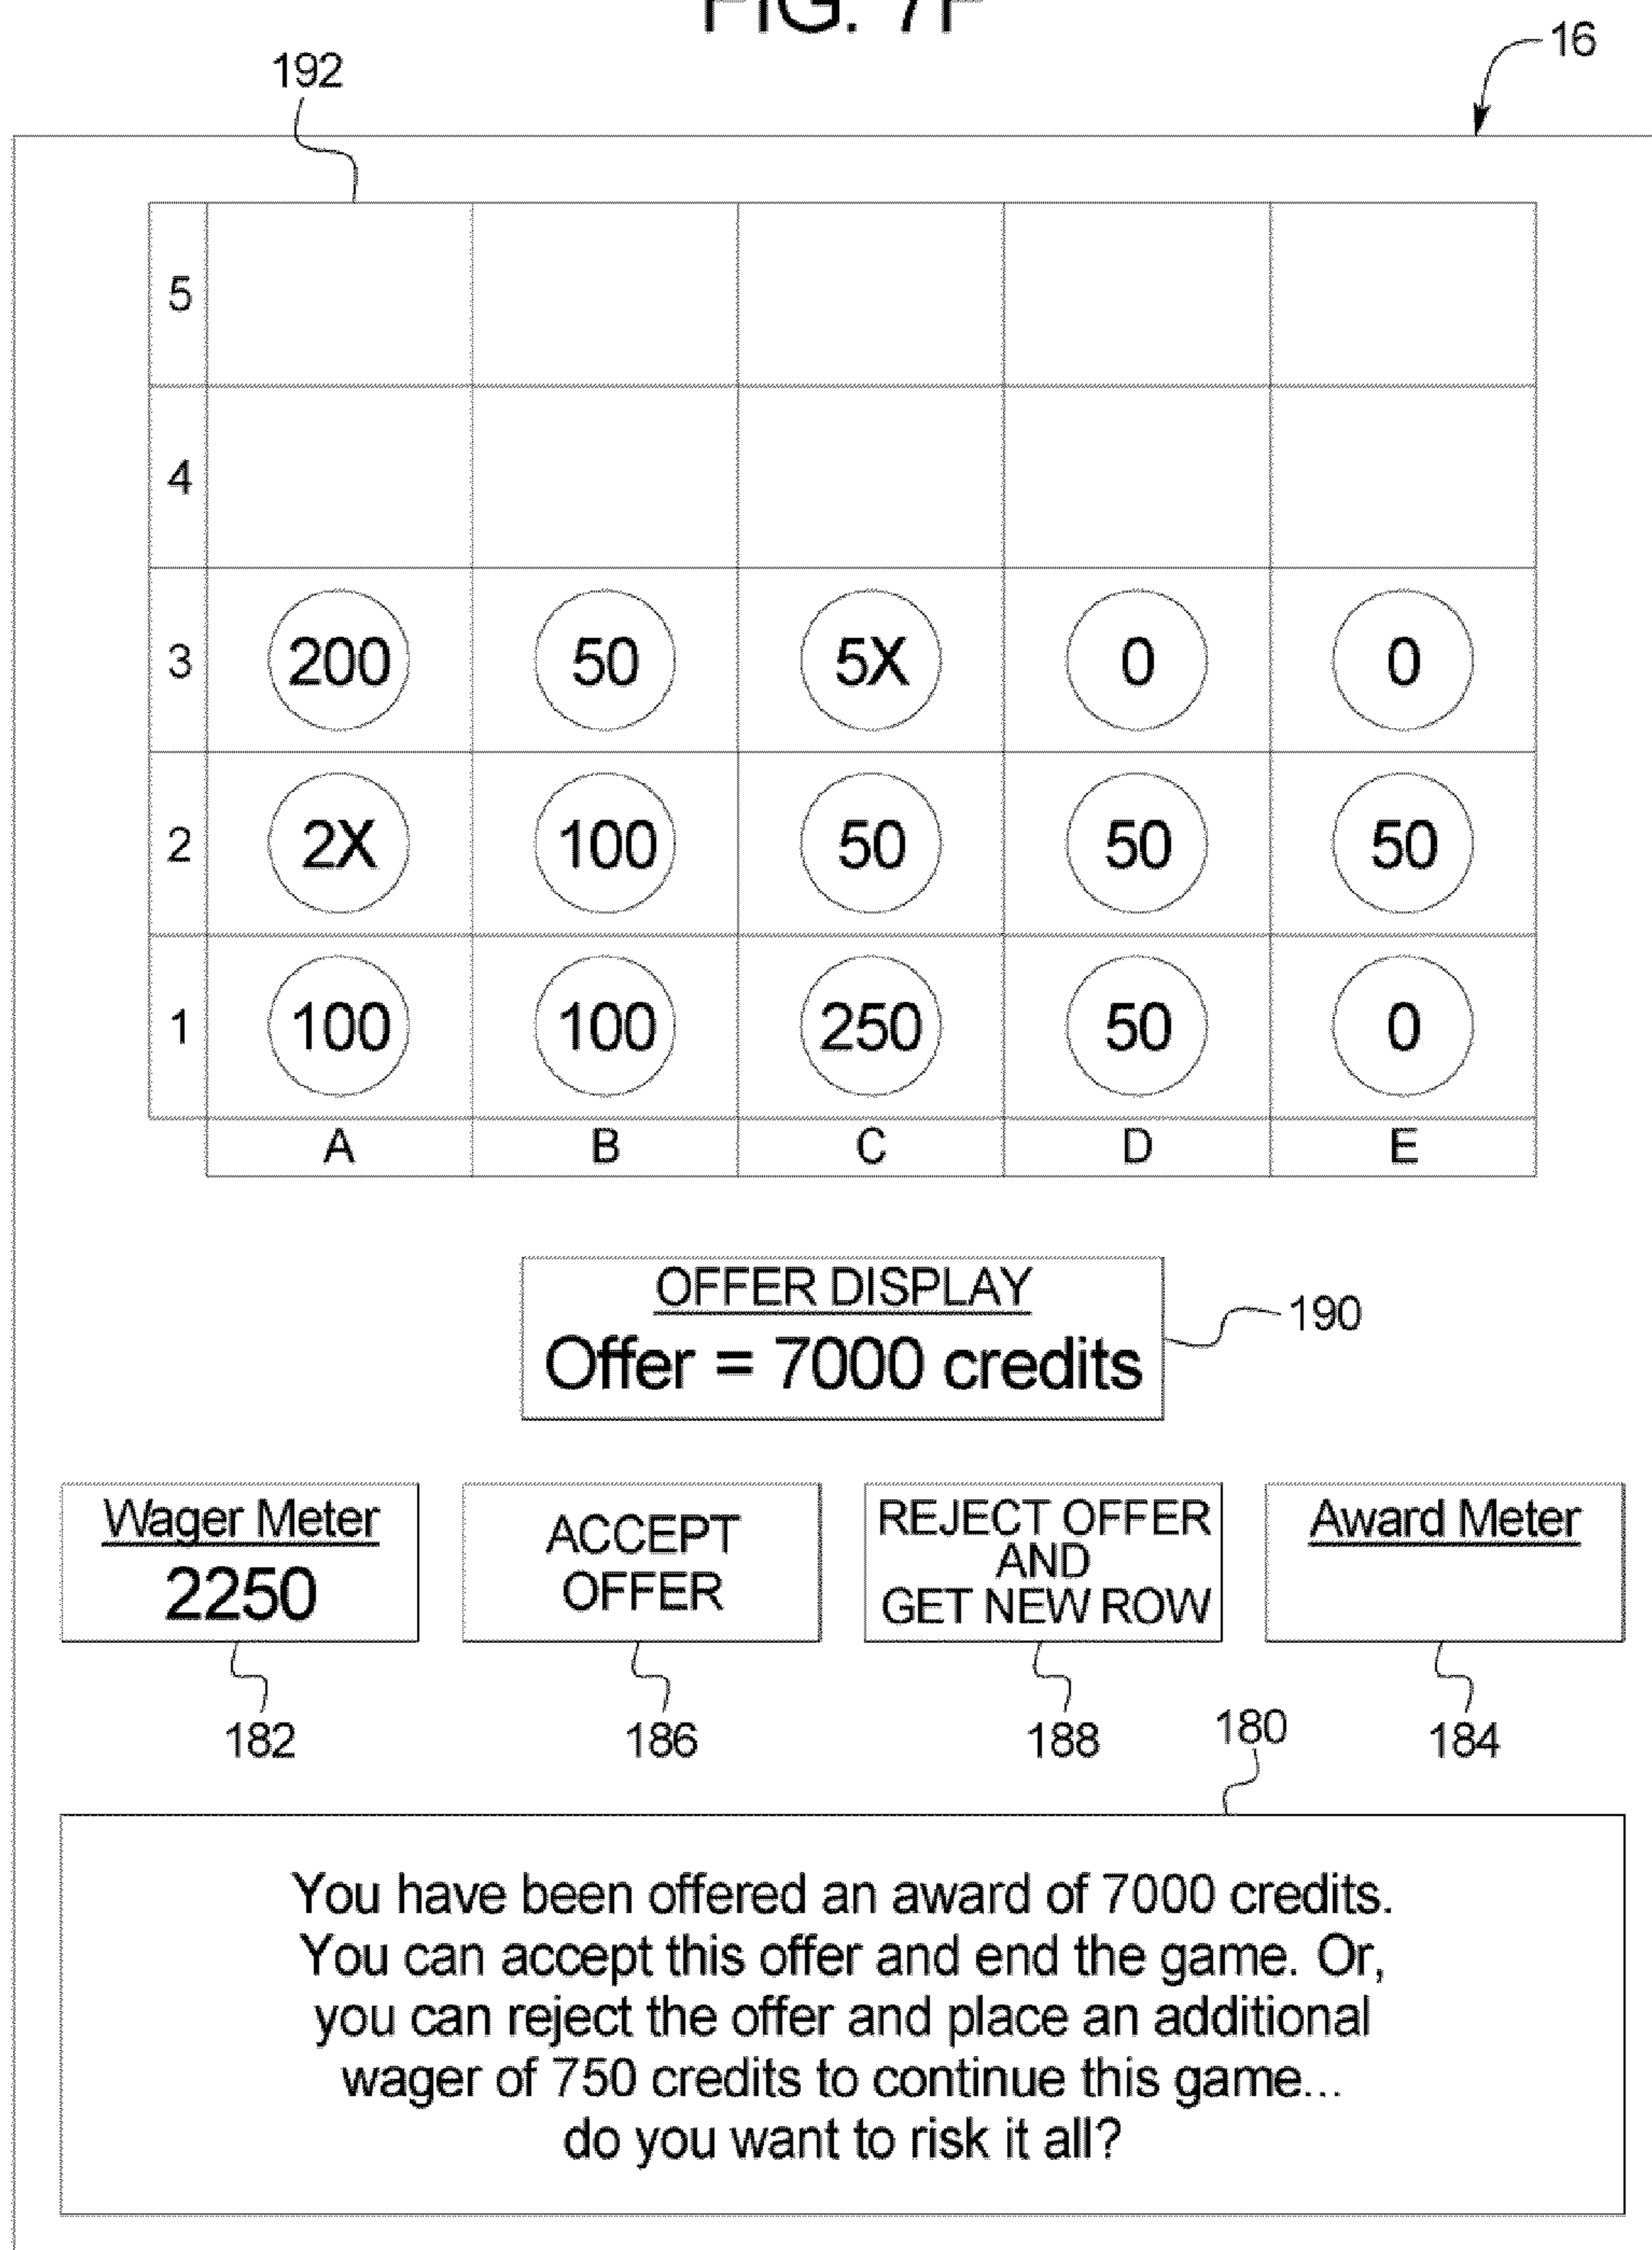 FIG. 7F
16
192
5
4
3 200 50 5X 0 0
2 2X 100 50 50 50
1 100 100 250 50 0
A B C D E
OFFER DISPLAY
Offer = 7000 credits
190
Wager Meter
2250
ACCEPT
OFFER
REJECT OFFER
AND
GET NEW ROW
Award Meter
182
186
188
180
184
You have been offered an award of 7000 credits.
You can accept this offer and end the game. Or,
you can reject the offer and place an additional
wager of 750 credits to continue this game...
do you want to risk it all?